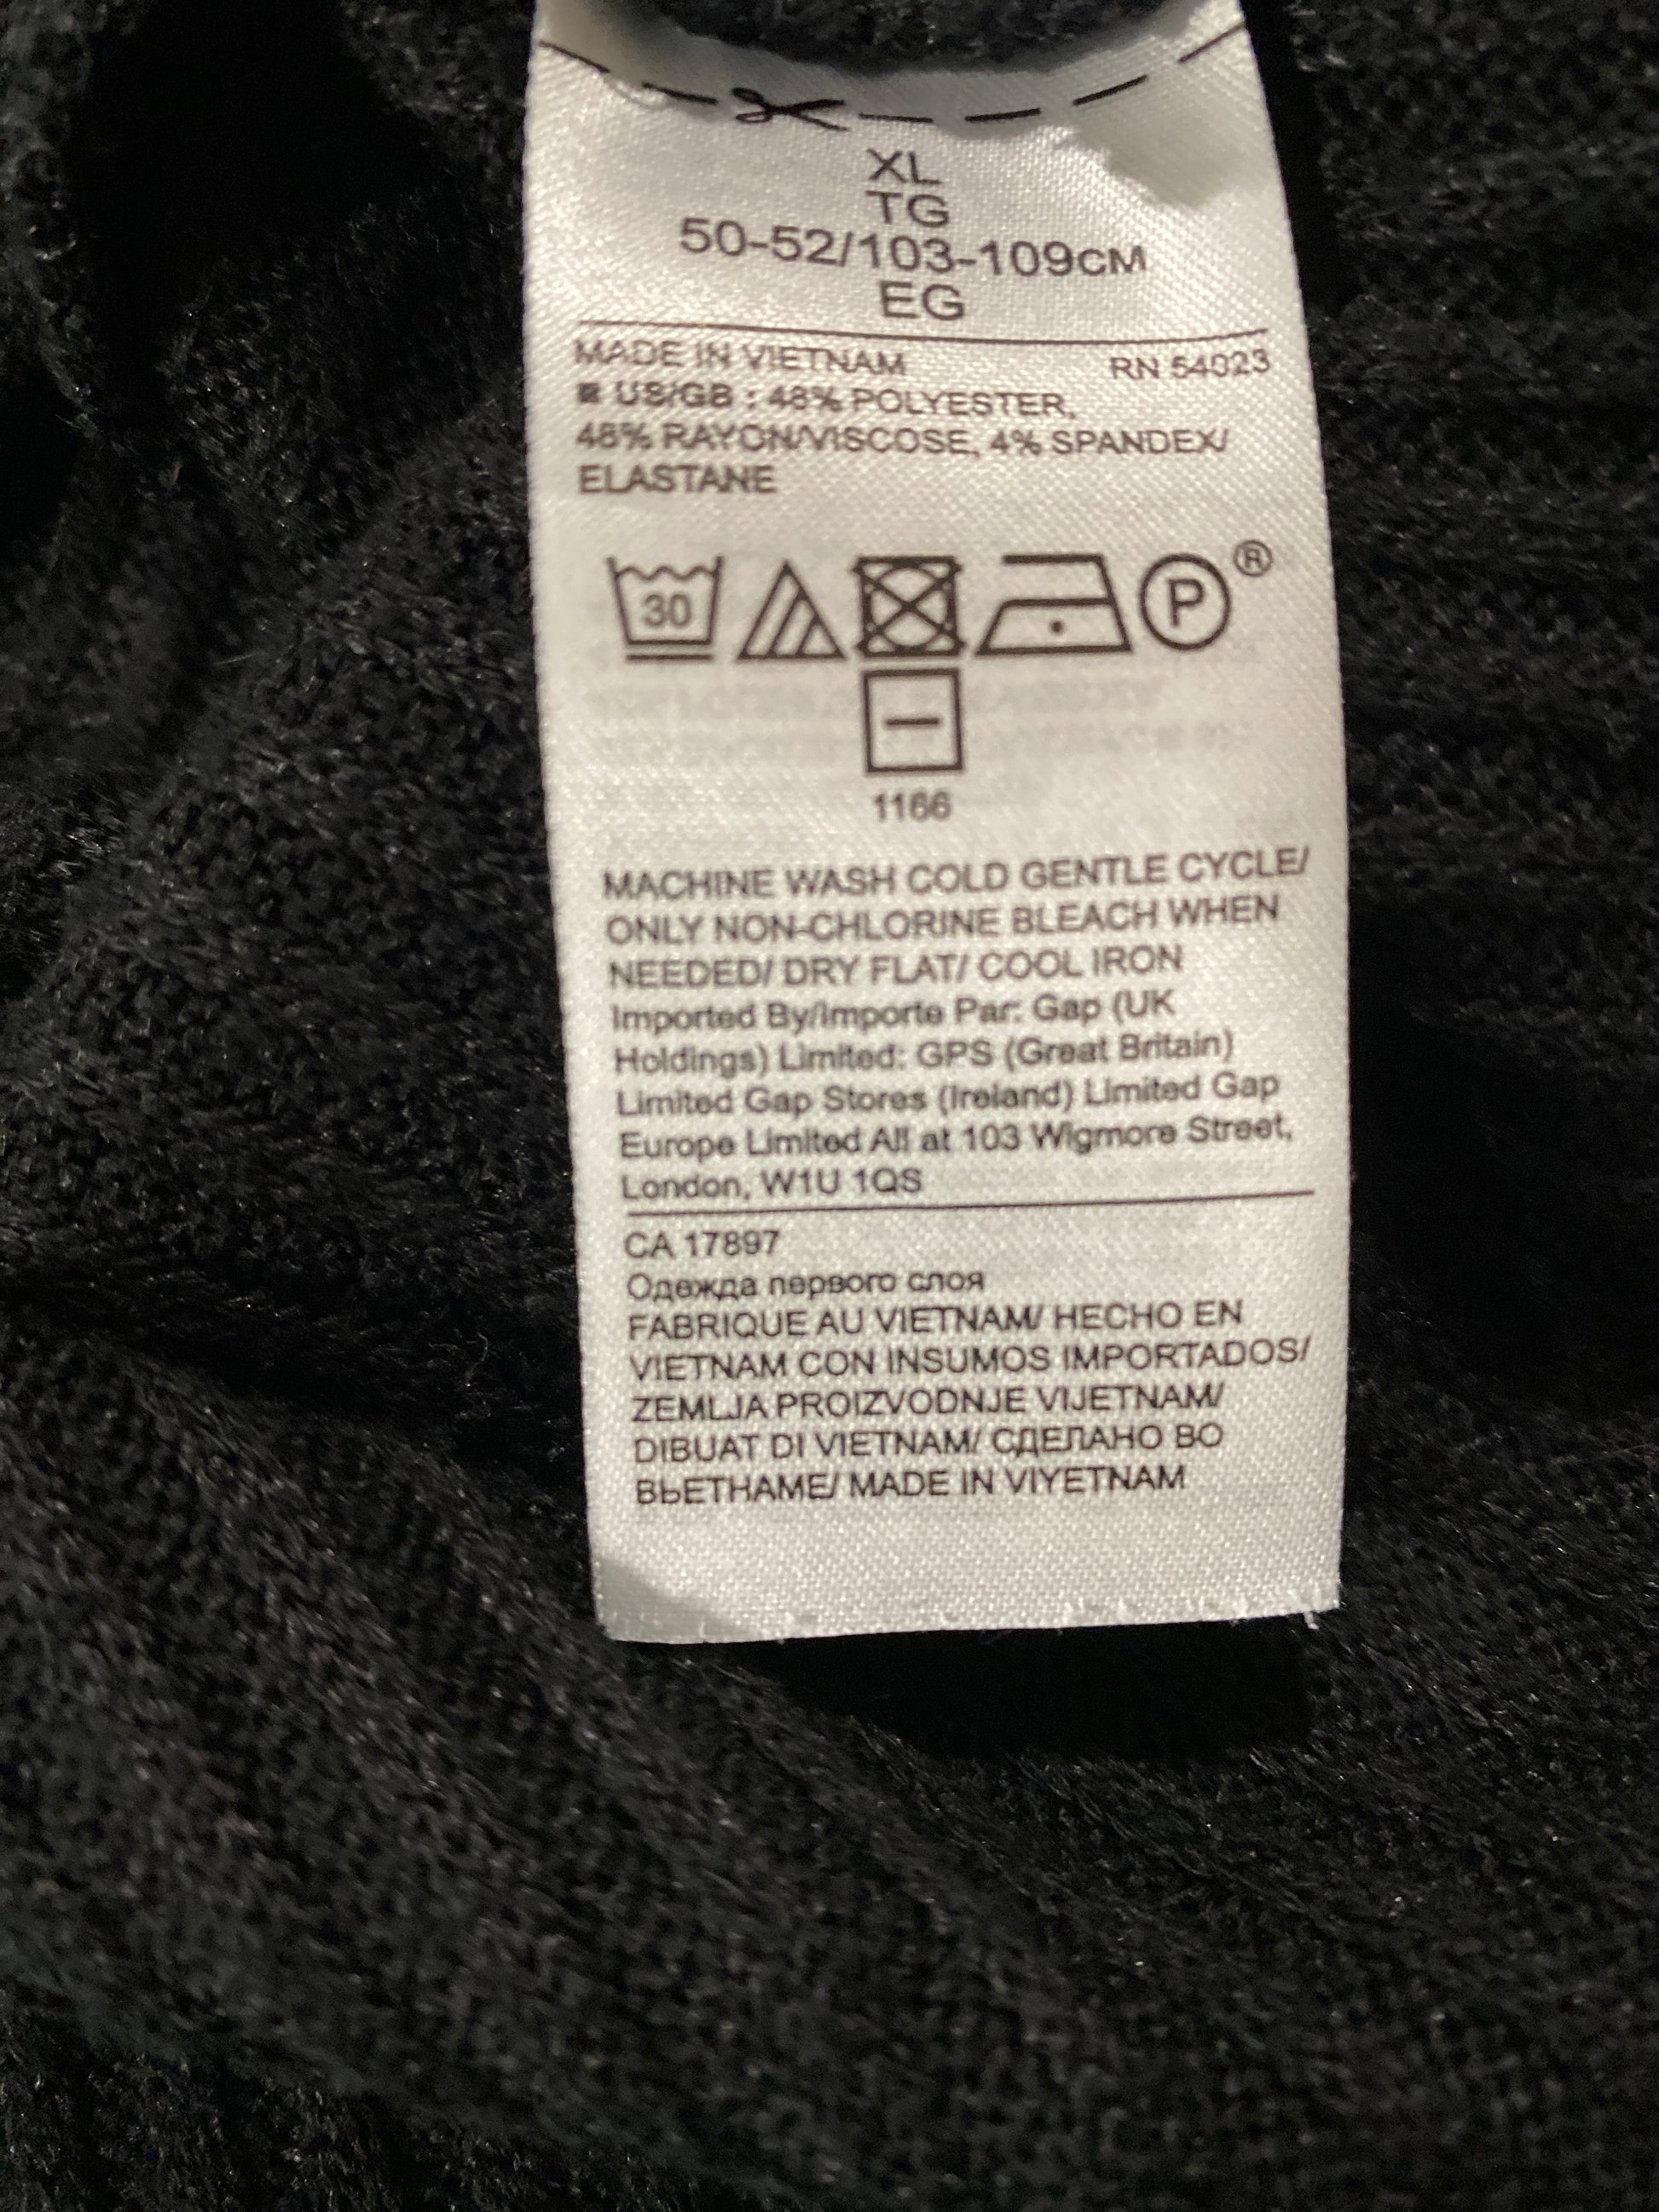 XL
TG
50-52/103-109CM
EG
MADE IN VIETNAM RN 54023
US/GB : 48% POLYESTER,
48% RAYON/VISCOSE, 4% SPANDEX/
ELASTANE
30 P®
1166
MACHINE WASH COLD GENTLE CYCLE/
ONLY NON-CHLORINE BLEACH WHEN
NEEDED/ DRY FLAT/ COOL IRON
Imported By/Importe Par: Gap (UK
Holdings) Limited: GPS (Great Britain)
Limited Gap Stores (Ireland) Limited Gap
Europe Limited All at 103 Wigmore Street,
London, W1U 1QS
CA 17897
Одежда первого слоя
FABRIQUE AU VIETNAM/ HECHO EN
VIETNAM CON INSUMOS IMPORTADOS/
ZEMLJA PROIZVODNJE VIJETNAM/
DIBUAT DI VIETNAM/ СДЕЛАНО ВО
ВЬЕТНАМЕ/ MADE IN VIYETNAM